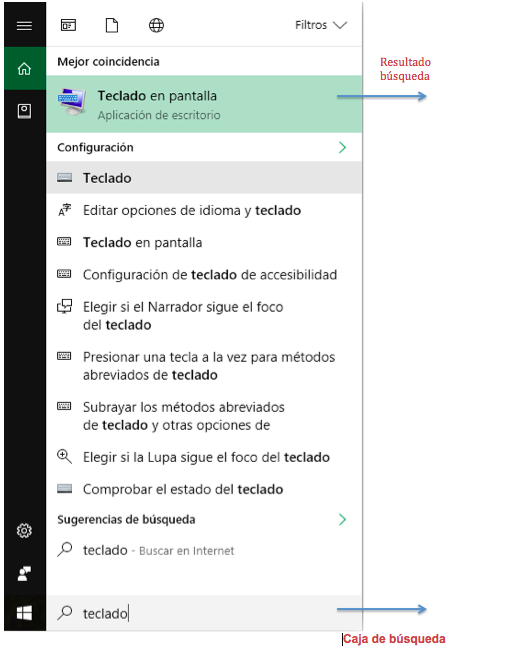 Filtros
Mejor coincidencia
Teclado en pantalla
Aplicación de escritorio
Resultado
búsqueda
Configuración
Teclado
Editar opciones de idioma y teclado
Teclado en pantalla
Configuración de teclado de accesibilidad
Elegir si el Narrador sigue el foco
del teclado
Presionar una tecla a la vez para métodos
abreviados de teclado
Subrayar los métodos abreviados
de teclado y otras opciones de
Elegir si la Lupa sigue el foco del teclado
Comprobar el estado del teclado
Sugerencias de búsqueda
teclado - Buscar en Internet
teclado
Caja de búsqueda